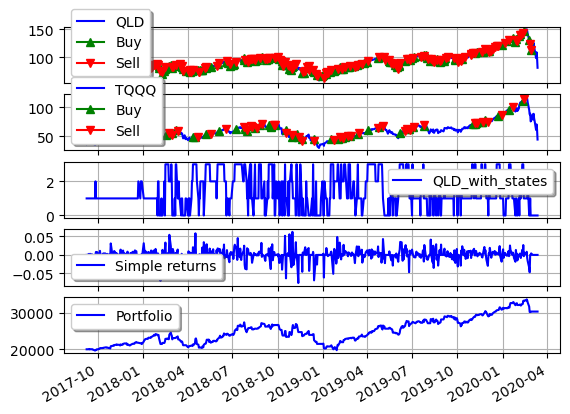 QLD
Buy
Sell
150
100
TQQQ
Buy
Sell
100
50
QLD_with_states
2
0
0.05
0.00
−0.05
Simple returns
Portfolio
30000
20000
2017-10
2018-01
2018-04
2018-07
2018-10
2019-01
2019-04
2019-07
2019-10
2020-01
2020-04